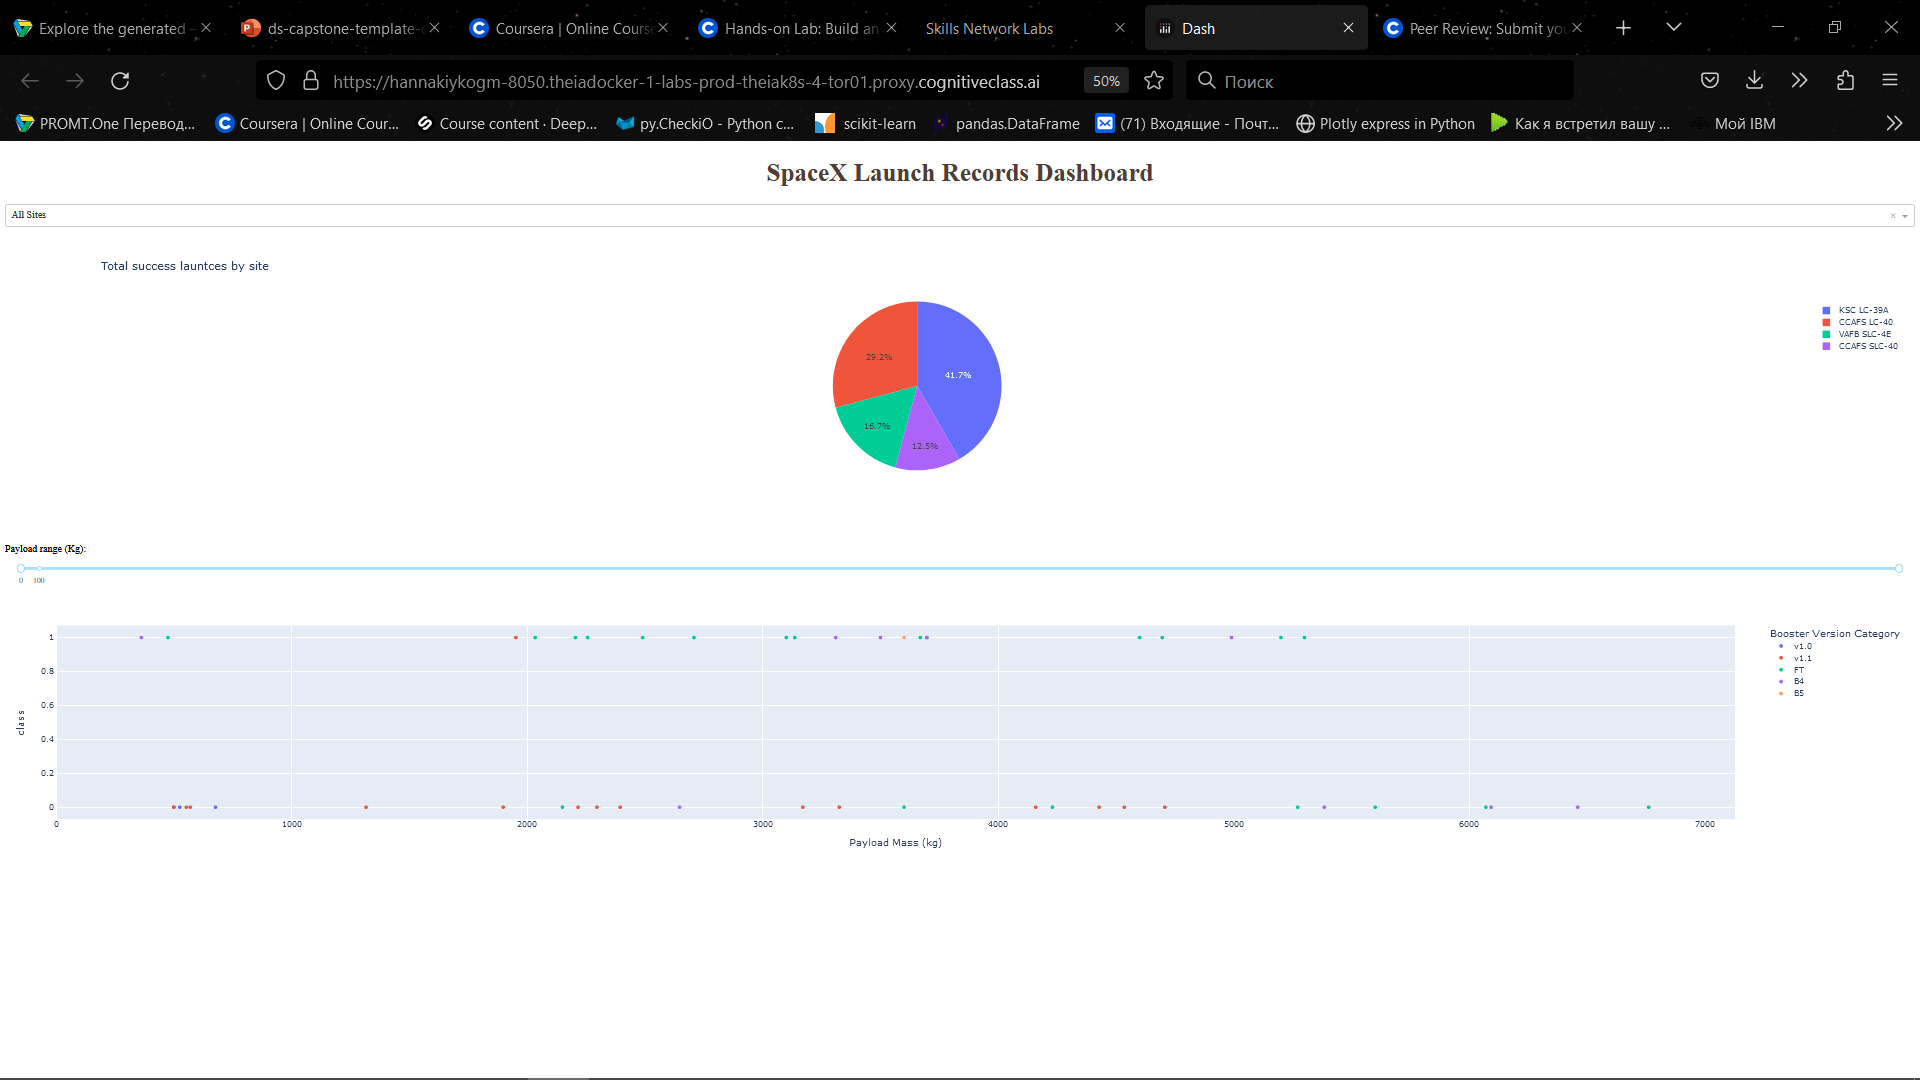 Explore the generated -
ds-capstone-template-c
Coursera | Online Course
Hands-on Lab: Build an
Skills Network Labs
Dash
Peer Review: Submit you
https://hannakiykogm-8050.theiadocker-1-labs-prod-theiak8s-4-tor01.proxy.cognitiveclass.ai
50%
Поиск
PROMT.One Перевод...
Coursera | Online Cour...
Course content · Deep...
py.CheckiO - Python c...
scikit-learn
pandas.DataFrame
(71) Входящие - Почт...
Plotly express in Python
Как я встретил вашу ...
Мой IBM
SpaceX Launch Records Dashboard
All Sites
Total success launtces by site
KSC LC-39A
CCAFS LC-40
VAFB SLC-4E
CCAFS SLC-40
29.2%
41.7%
16.7%
12.5%
Payload range (Kg):
0 100
Booster Version Category
v1.0
v1.1
FT
B4
B5
class
1
0.8
0.6
0.4
0.2
0
0 1000 2000 3000 4000 5000 6000 7000
Payload Mass (kg)